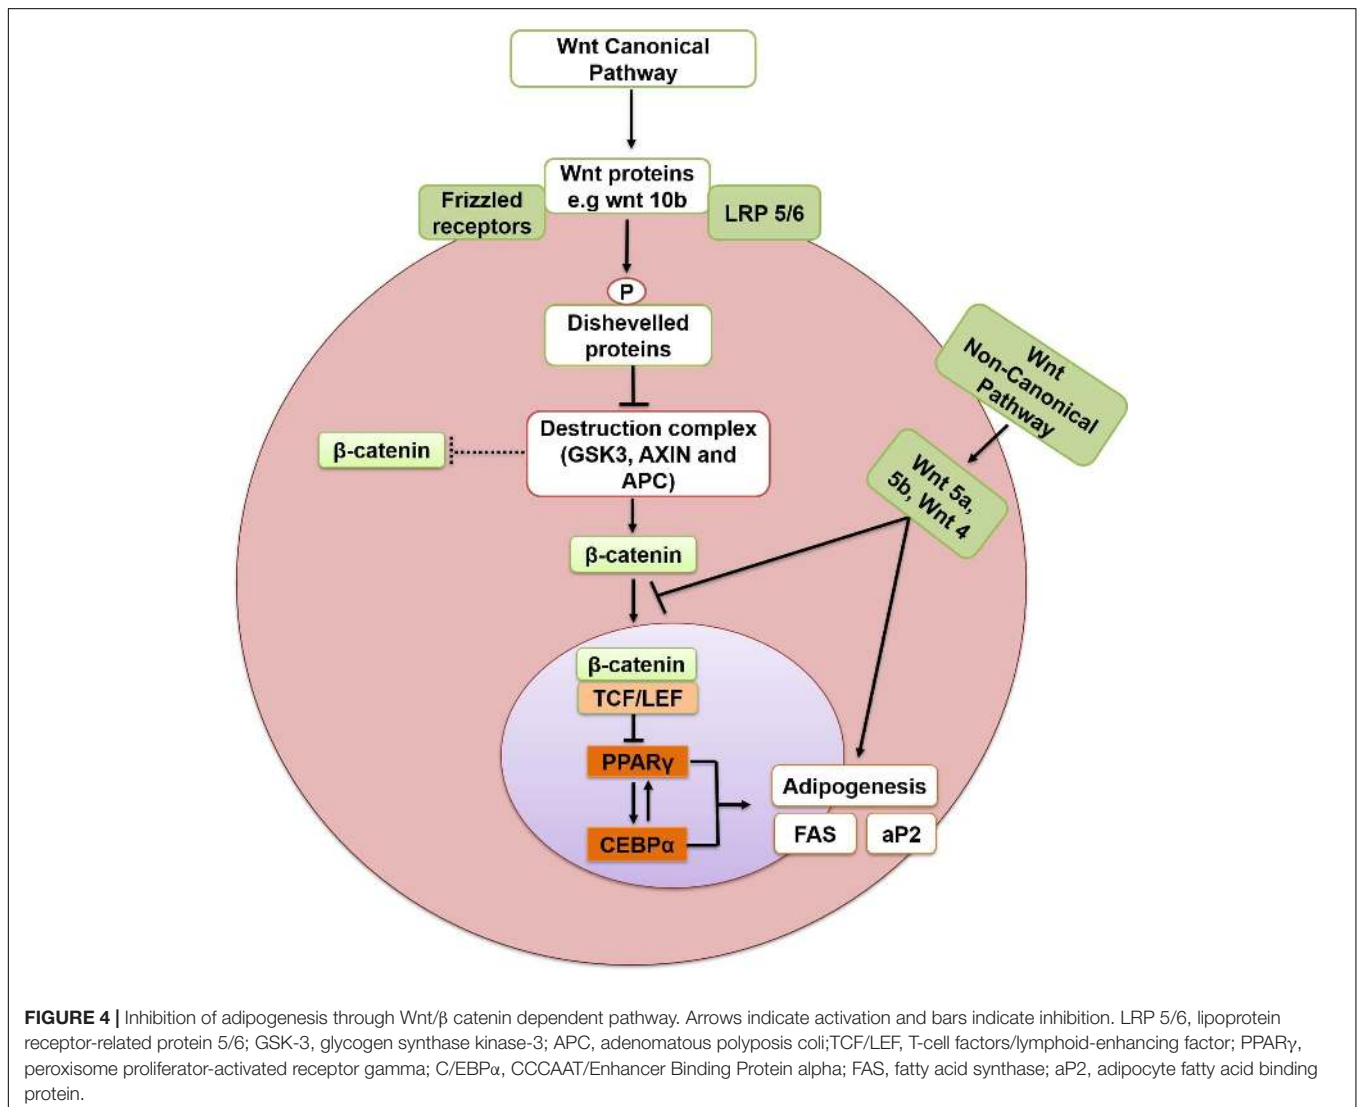 Wnt Canonical
Pathway
Wnt proteins
e.g wnt 10b
Frizzled
receptors
LRP 5/6
P
Dishevelled
proteins
Wnt
Non-Canonical
Pathway
Destruction complex
(GSK3, AXIN and
APC)
β-catenin
Wnt 5a,
5b, Wnt 4
β-catenin
β-catenin
TCF/LEF
PPARγ
Adipogenesis
CEBPα
FAS
aP2
FIGURE 4 | Inhibition of adipogenesis through Wnt/β catenin dependent pathway. Arrows indicate activation and bars indicate inhibition. LRP 5/6, lipoprotein
receptor-related protein 5/6; GSK-3, glycogen synthase kinase-3; APC, adenomatous polyposis coli;TCF/LEF, T-cell factors/lymphoid-enhancing factor; PPARγ,
peroxisome proliferator-activated receptor gamma; C/EBPα, CCCAAT/Enhancer Binding Protein alpha; FAS, fatty acid synthase; aP2, adipocyte fatty acid binding
protein.